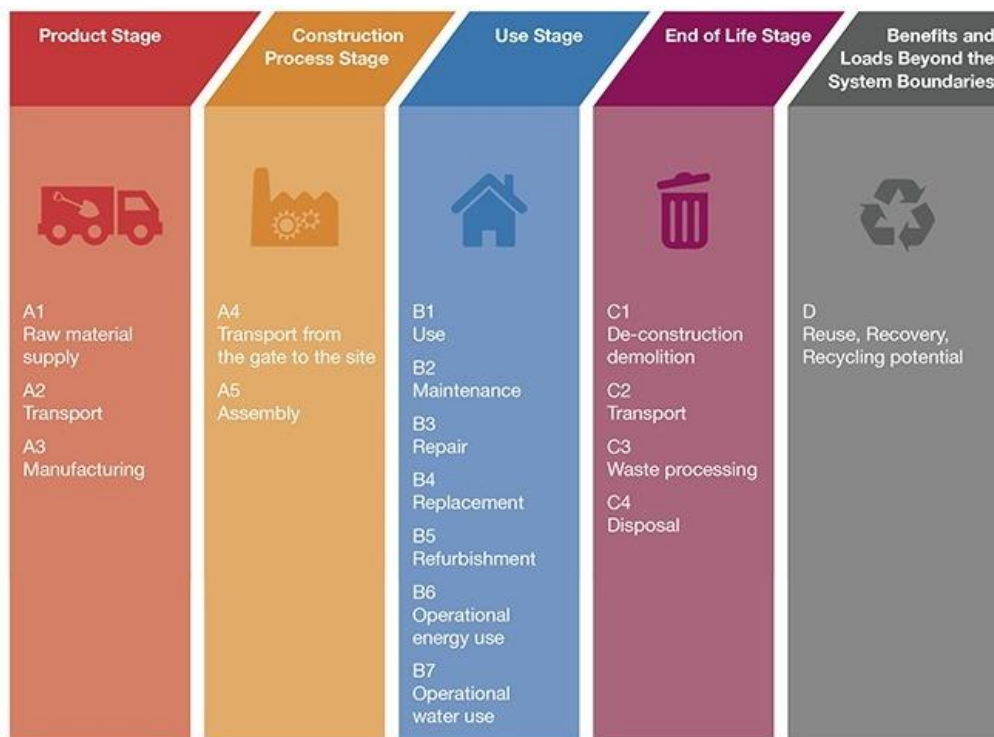 Product Stage
Construction
Process Stage
Use Stage
End of Life Stage
Benefits and
Loads Beyond the
System Boundaries
A1
Raw material
supply
A2
Transport
A3
Manufacturing
A4
Transport from
the gate to the site
A5
Assembly
B1
Use
B2
Maintenance
B3
Repair
B4
Replacement
B5
Refurbishment
B6
Operational
energy use
B7
Operational
water use
C1
De-construction
demolition
C2
Transport
C3
Waste processing
C4
Disposal
D
Reuse, Recovery,
Recycling potential